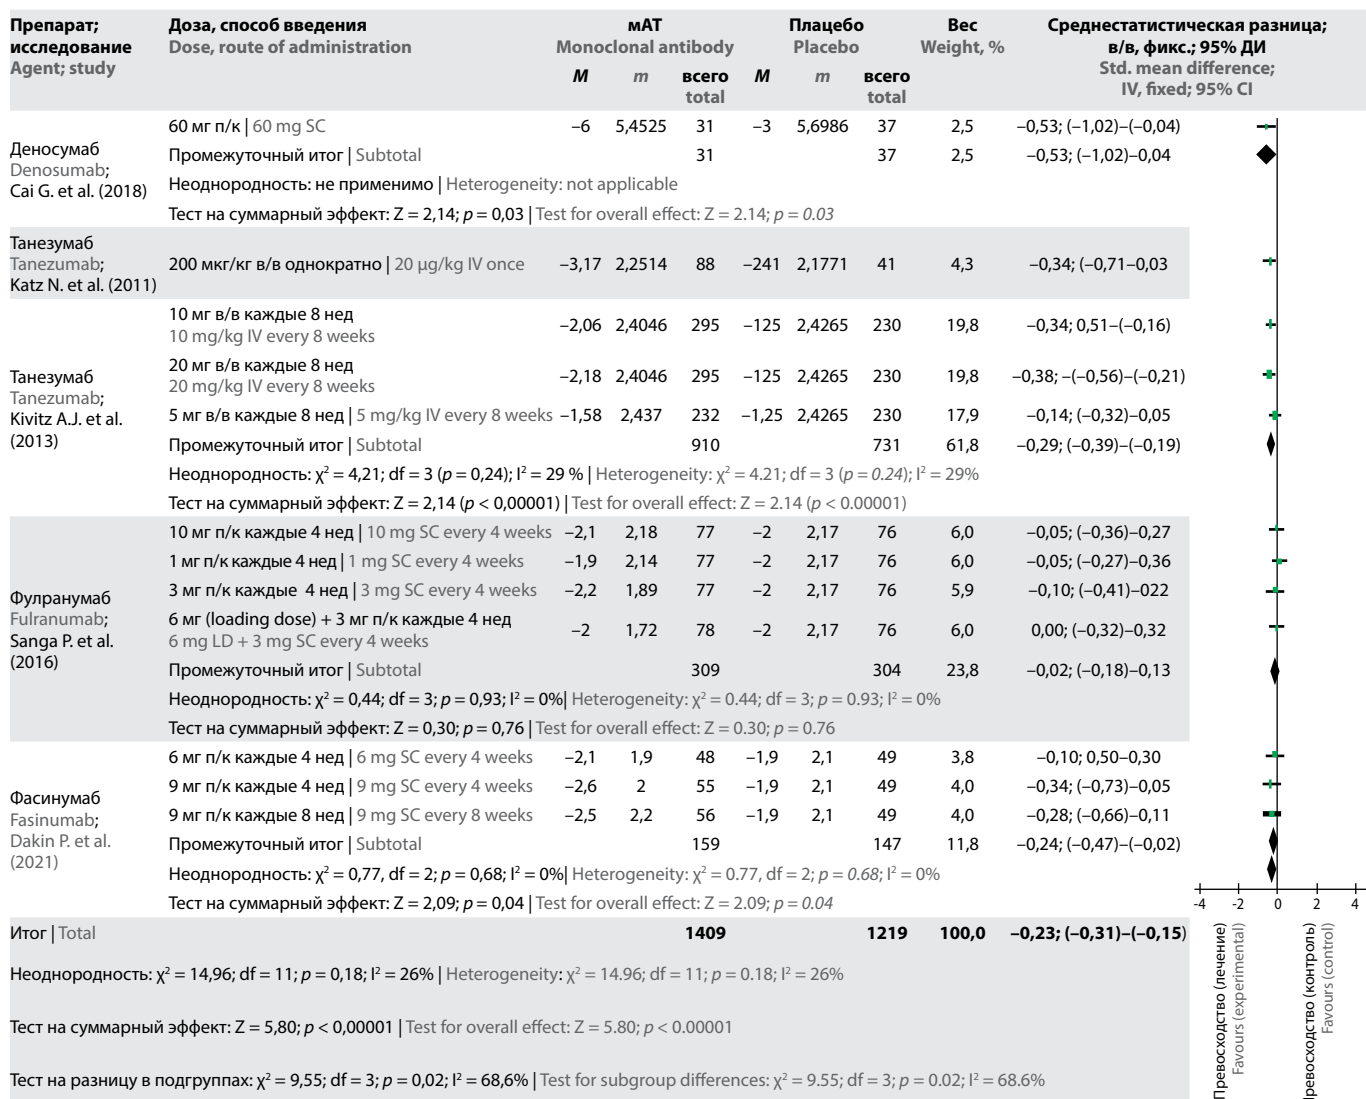 Препарат; исследование Agent; study
Доза, способ введения Dose, route of administration
мАТ Monoclonal antibody
Плацебо Placebo
Вес Weight, %
Среднестатистическая разница; в/в, фикс.; 95% ДИ
Std. mean difference; IV, fixed; 95% CI
M m всего total M m всего total
Деносумаб Denosumab; Cai G. et al. (2018)
60 мг п/к | 60 mg SC –6 5,4525 31 –3 5,6986 37 2,5 –0,53; (–1,02)–(–0,04)
Промежуточный итог | Subtotal 31 37 2,5 –0,53; (–1,02)–0,04
Неоднородность: не применимо | Heterogeneity: not applicable
Тест на суммарный эффект: Z = 2,14; p = 0,03 | Test for overall effect: Z = 2.14; p = 0.03
Танезумаб Tanezumab; Katz N. et al. (2011)
200 мкг/кг в/в однократно | 20 µg/kg IV once –3,17 2,2514 88 –241 2,1771 41 4,3 –0,34; (–0,71–0,03
Танезумаб Tanezumab; Kivitz A.J. et al. (2013)
10 мг в/в каждые 8 нед
10 mg/kg IV every 8 weeks –2,06 2,4046 295 –125 2,4265 230 19,8 –0,34; 0,51–(–0,16)
20 мг в/в каждые 8 нед
20 mg/kg IV every 8 weeks –2,18 2,4046 295 –125 2,4265 230 19,8 –0,38; –(–0,56)–(–0,21)
5 мг в/в каждые 8 нед | 5 mg/kg IV every 8 weeks –1,58 2,437 232 –1,25 2,4265 230 17,9 –0,14; (–0,32)–0,05
Промежуточный итог | Subtotal 910 731 61,8 –0,29; (–0,39)–(–0,19)
Неоднородность: χ² = 4,21; df = 3 (p = 0,24); I² = 29 % | Heterogeneity: χ² = 4.21; df = 3 (p = 0.24); I² = 29%
Тест на суммарный эффект: Z = 2,14 (p < 0,00001) | Test for overall effect: Z = 2.14 (p < 0.00001)
Фулранумаб Fulranumab; Sanga P. et al. (2016)
10 мг п/к каждые 4 нед | 10 mg SC every 4 weeks –2,1 2,18 77 –2 2,17 76 6,0 –0,05; (–0,36)–0,27
1 мг п/к каждые 4 нед | 1 mg SC every 4 weeks –1,9 2,14 77 –2 2,17 76 6,0 –0,05; (–0,27)–0,36
3 мг п/к каждые 4 нед | 3 mg SC every 4 weeks –2,2 1,89 77 –2 2,17 76 5,9 –0,10; (–0,41)–022
6 мг (loading dose) + 3 мг п/к каждые 4 нед
6 mg LD + 3 mg SC every 4 weeks –2 1,72 78 –2 2,17 76 6,0 0,00; (–0,32)–0,32
Промежуточный итог | Subtotal 309 304 23,8 –0,02; (–0,18)–0,13
Неоднородность: χ² = 0,44; df = 3; p = 0,93; I² = 0%| Heterogeneity: χ² = 0.44; df = 3; p = 0.93; I² = 0%
Тест на суммарный эффект: Z = 0,30; p = 0,76 | Test for overall effect: Z = 0.30; p = 0.76
Фасинумаб Fasinumab; Dakin P. et al. (2021)
6 мг п/к каждые 4 нед | 6 mg SC every 4 weeks –2,1 1,9 48 –1,9 2,1 49 3,8 –0,10; 0,50–0,30
9 мг п/к каждые 4 нед | 9 mg SC every 4 weeks –2,6 2 55 –1,9 2,1 49 4,0 –0,34; (–0,73)–0,05
9 мг п/к каждые 8 нед | 9 mg SC every 8 weeks –2,5 2,2 56 –1,9 2,1 49 4,0 –0,28; (–0,66)–0,11
Промежуточный итог | Subtotal 159 147 11,8 –0,24; (–0,47)–(–0,02)
Неоднородность: χ² = 0,77, df = 2; p = 0,68; I² = 0%| Heterogeneity: χ² = 0.77, df = 2; p = 0.68; I² = 0%
Тест на суммарный эффект: Z = 2,09; p = 0,04 | Test for overall effect: Z = 2.09; p = 0.04
-4 -2 0 2 4
Итог | Total 1409 1219 100,0 –0,23; (–0,31)–(–0,15)
Неоднородность: χ² = 14,96; df = 11; p = 0,18; I² = 26% | Heterogeneity: χ² = 14.96; df = 11; p = 0.18; I² = 26%
Тест на суммарный эффект: Z = 5,80; p < 0,00001 | Test for overall effect: Z = 5.80; p < 0.00001
Тест на разницу в подгруппах: χ² = 9,55; df = 3; p = 0,02; I² = 68,6% | Test for subgroup differences: χ² = 9.55; df = 3; p = 0.02; I² = 68.6%
Превосходство (лечение)
Favours (experimental)
Превосходство (контроль)
Favours (control)